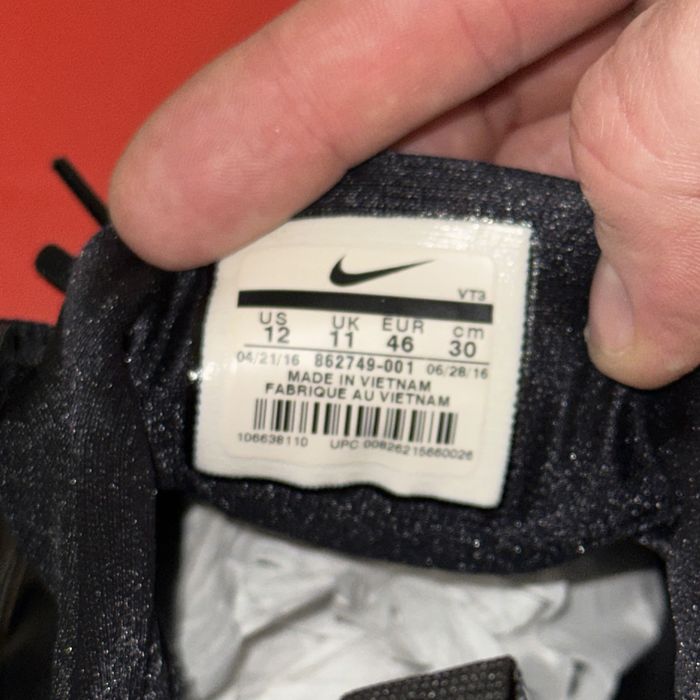 VT3
US UK EUR cm
12 11 46 30
04/21/16 862749-001 06/28/16
MADE IN VIETNAM
FABRIQUE AU VIETNAM
106638110 UPC 00826215660026